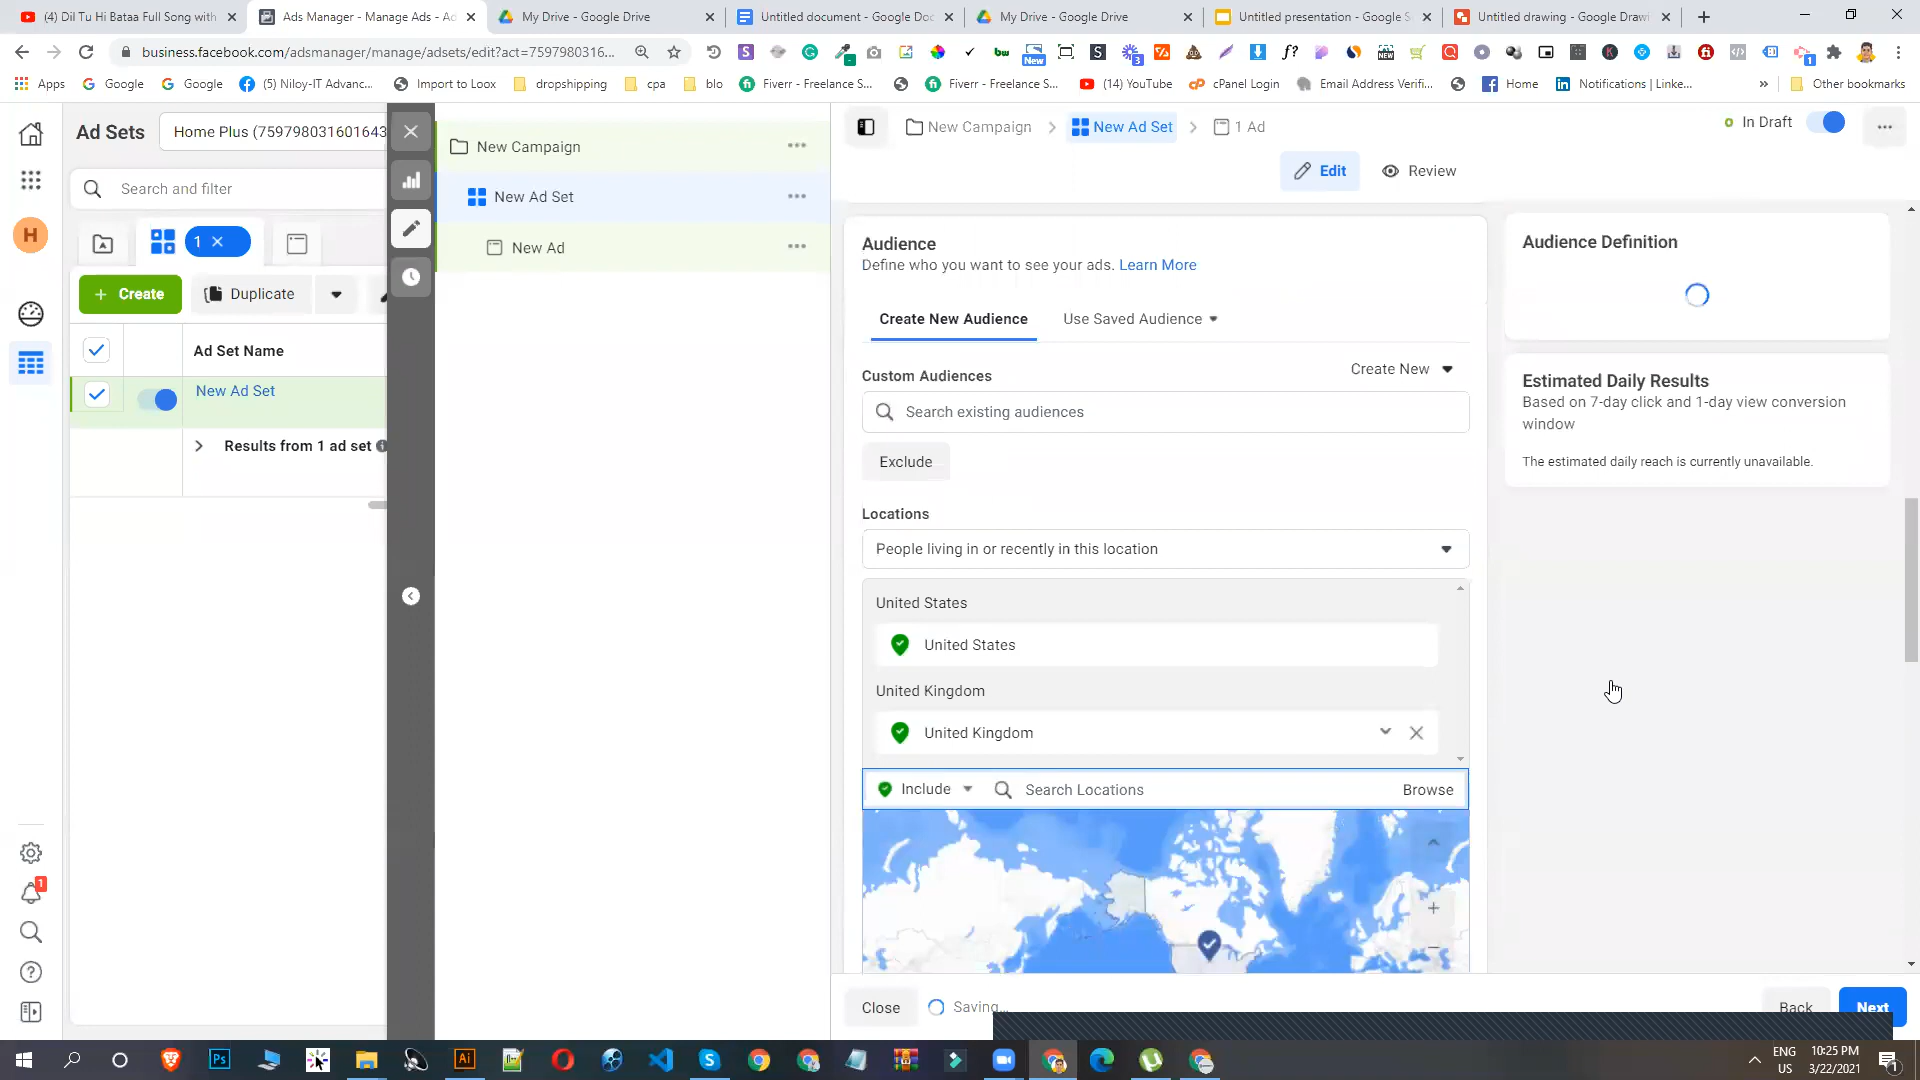 (4) Dil Tu Hi Bataa Full Song with
Ads Manager - Manage Ads - Ad
My Drive - Google Drive
Untitled document - Google Doc
My Drive - Google Drive
Untitled presentation - Google S
Untitled drawing - Google Drawi
business.facebook.com/adsmanager/manage/adsets/edit?act=7597980316...
Apps
Google
Google
(5) Niloy-IT Advanc...
Import to Loox
dropshipping
cpa
blo
Fiverr - Freelance S...
Fiverr - Freelance S...
(14) YouTube
cPanel Login
Email Address Verifi...
Home
Notifications | Linke...
Other bookmarks
Ad Sets
Home Plus (759798031601643
Search and filter
H
1
Create
Duplicate
Ad Set Name
New Ad Set
Results from 1 ad set
New Campaign
New Ad Set
New Ad
New Campaign
New Ad Set
1 Ad
In Draft
Edit
Review
Audience
Define who you want to see your ads. Learn More
Create New Audience
Use Saved Audience
Custom Audiences
Create New
Search existing audiences
Exclude
Locations
People living in or recently in this location
United States
United States
United Kingdom
United Kingdom
Include
Search Locations
Browse
Audience Definition
Estimated Daily Results
Based on 7-day click and 1-day view conversion
window
The estimated daily reach is currently unavailable.
Close
Saving...
Back
Next
ENG
US
10:25 PM
3/22/2021